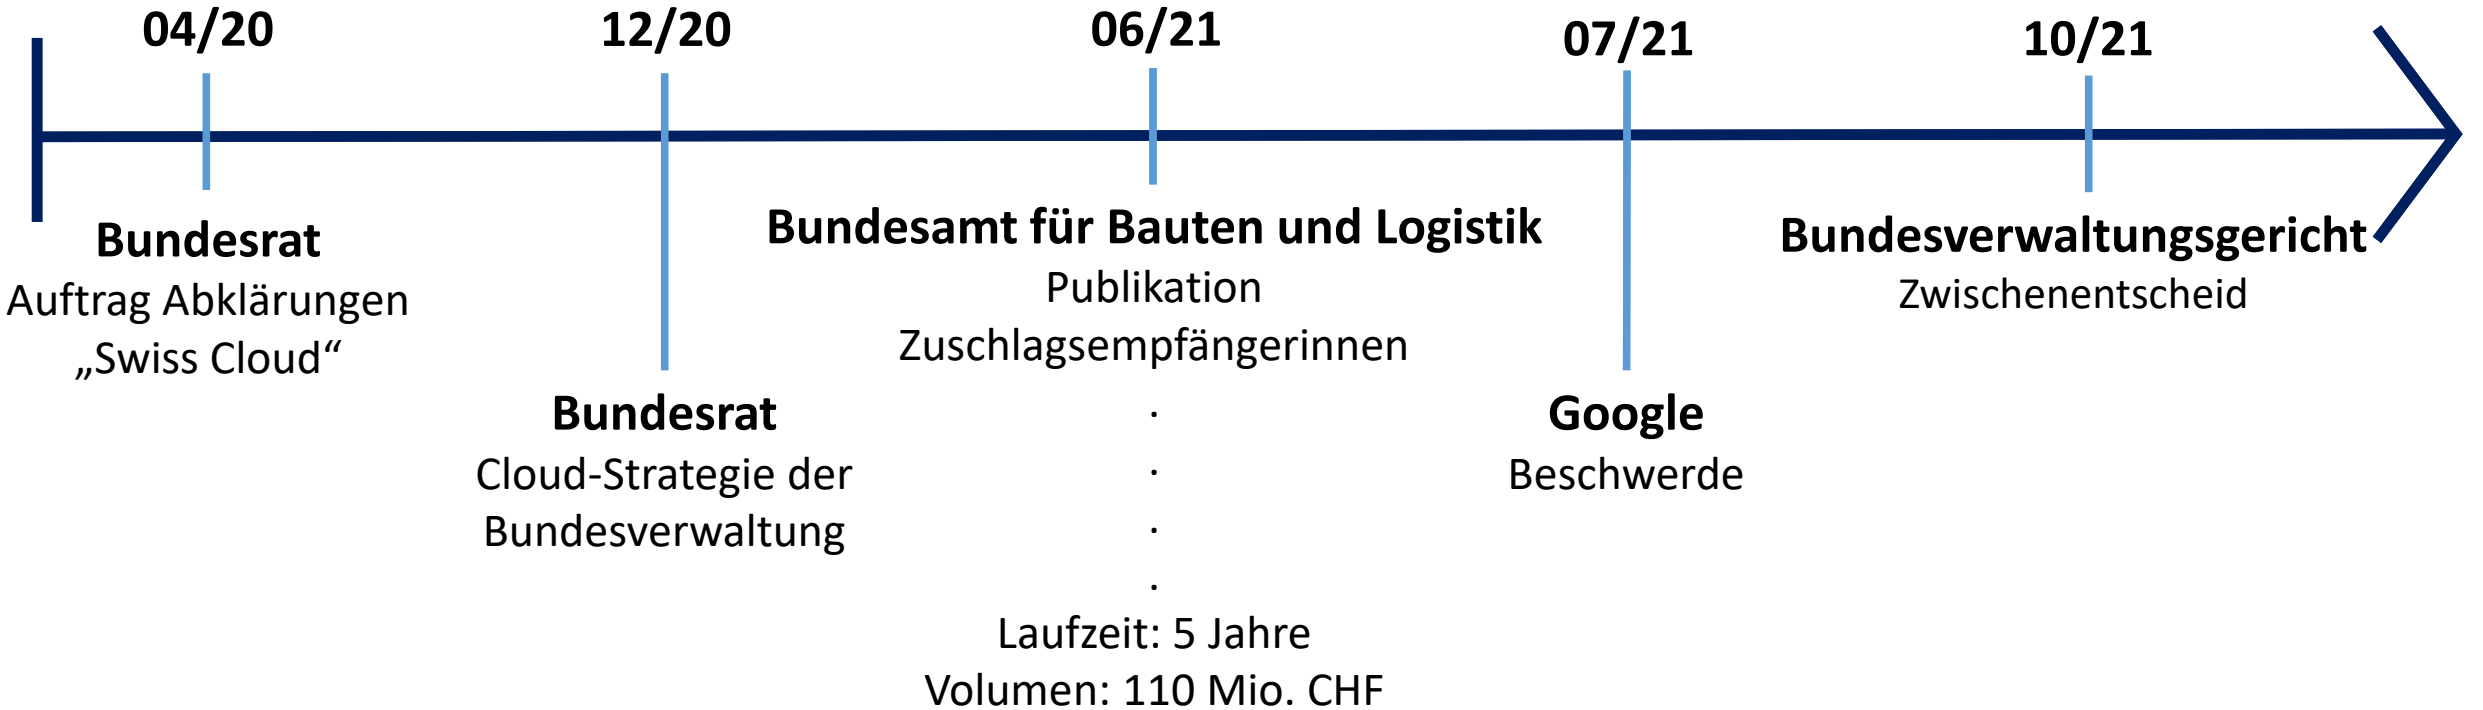 04/20
12/20
06/21
07/21
10/21
Bundesrat
Auftrag Abklärungen
„Swiss Cloud“
Bundesrat
Cloud-Strategie der
Bundesverwaltung
Bundesamt für Bauten und Logistik
Publikation
Zuschlagsempfängerinnen
.
.
.
.
Laufzeit: 5 Jahre
Volumen: 110 Mio. CHF
Google
Beschwerde
Bundesverwaltungsgericht
Zwischenentscheid